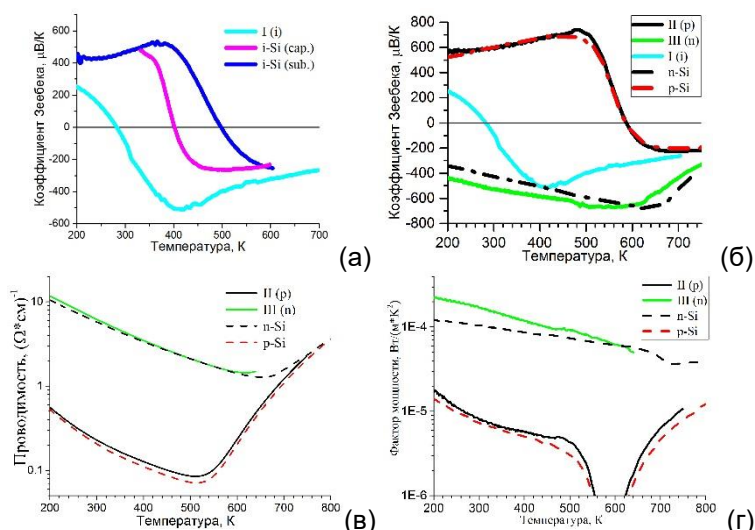 Коэффициент Зеебека, μВ/К
600
400
200
0
-200
-400
-600
I (i)
i-Si (cap.)
i-Si (sub.)
200 300 400 500 600 700
Температура, К
(а)
Коэффициент Зеебека, μВ/К
800
600
400
200
0
-200
-400
-600
-800
II (p)
III (n)
I (i)
n-Si
p-Si
200 300 400 500 600 700
Температура, К
(б)
Проводимость, (Ω*см)-1
10
1
0.1
II (p)
III (n)
n-Si
p-Si
200 300 400 500 600 700 800
Температура, К
(в)
Фактор мощности, Вт/(м*К2)
1E-4
1E-5
1E-6
II (p)
III (n)
n-Si
p-Si
200 300 400 500 600 700 800
Температура, К
(г)